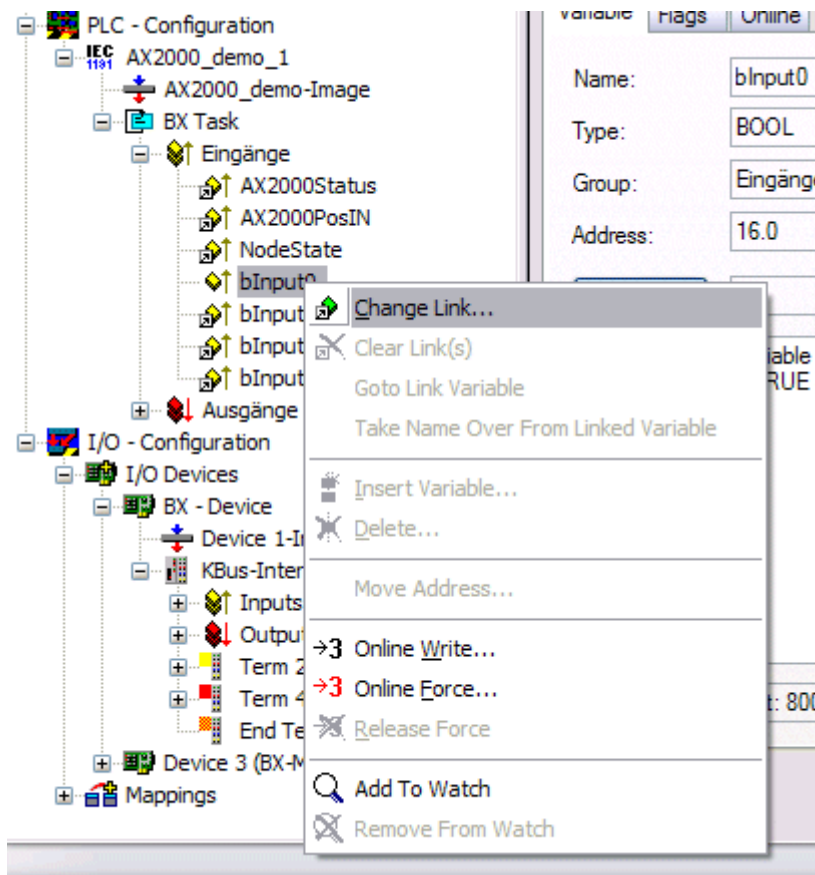 PLC - Configuration
IEC
1131
AX2000_demo_1
AX2000_demo-Image
BX Task
Eingänge
AX2000Status
AX2000PosIN
NodeState
bInput0
bInput
bInput
bInput
Ausgänge
I/O - Configuration
I/O Devices
BX - Device
Device 1-I
KBus-Inter
Inputs
Outpu
Term 2
Term 4
End Te
Device 3 (BX-M
Mappings
Change Link...
Clear Link(s)
Goto Link Variable
Take Name Over From Linked Variable
Insert Variable...
Delete...
Move Address...
→3 Online Write...
→3 Online Force...
Release Force
Add To Watch
Remove From Watch
Variable Flags Online
Name: bInput0
Type: BOOL
Group: Eingäng
Address: 16.0
iable
RUE
t: 800